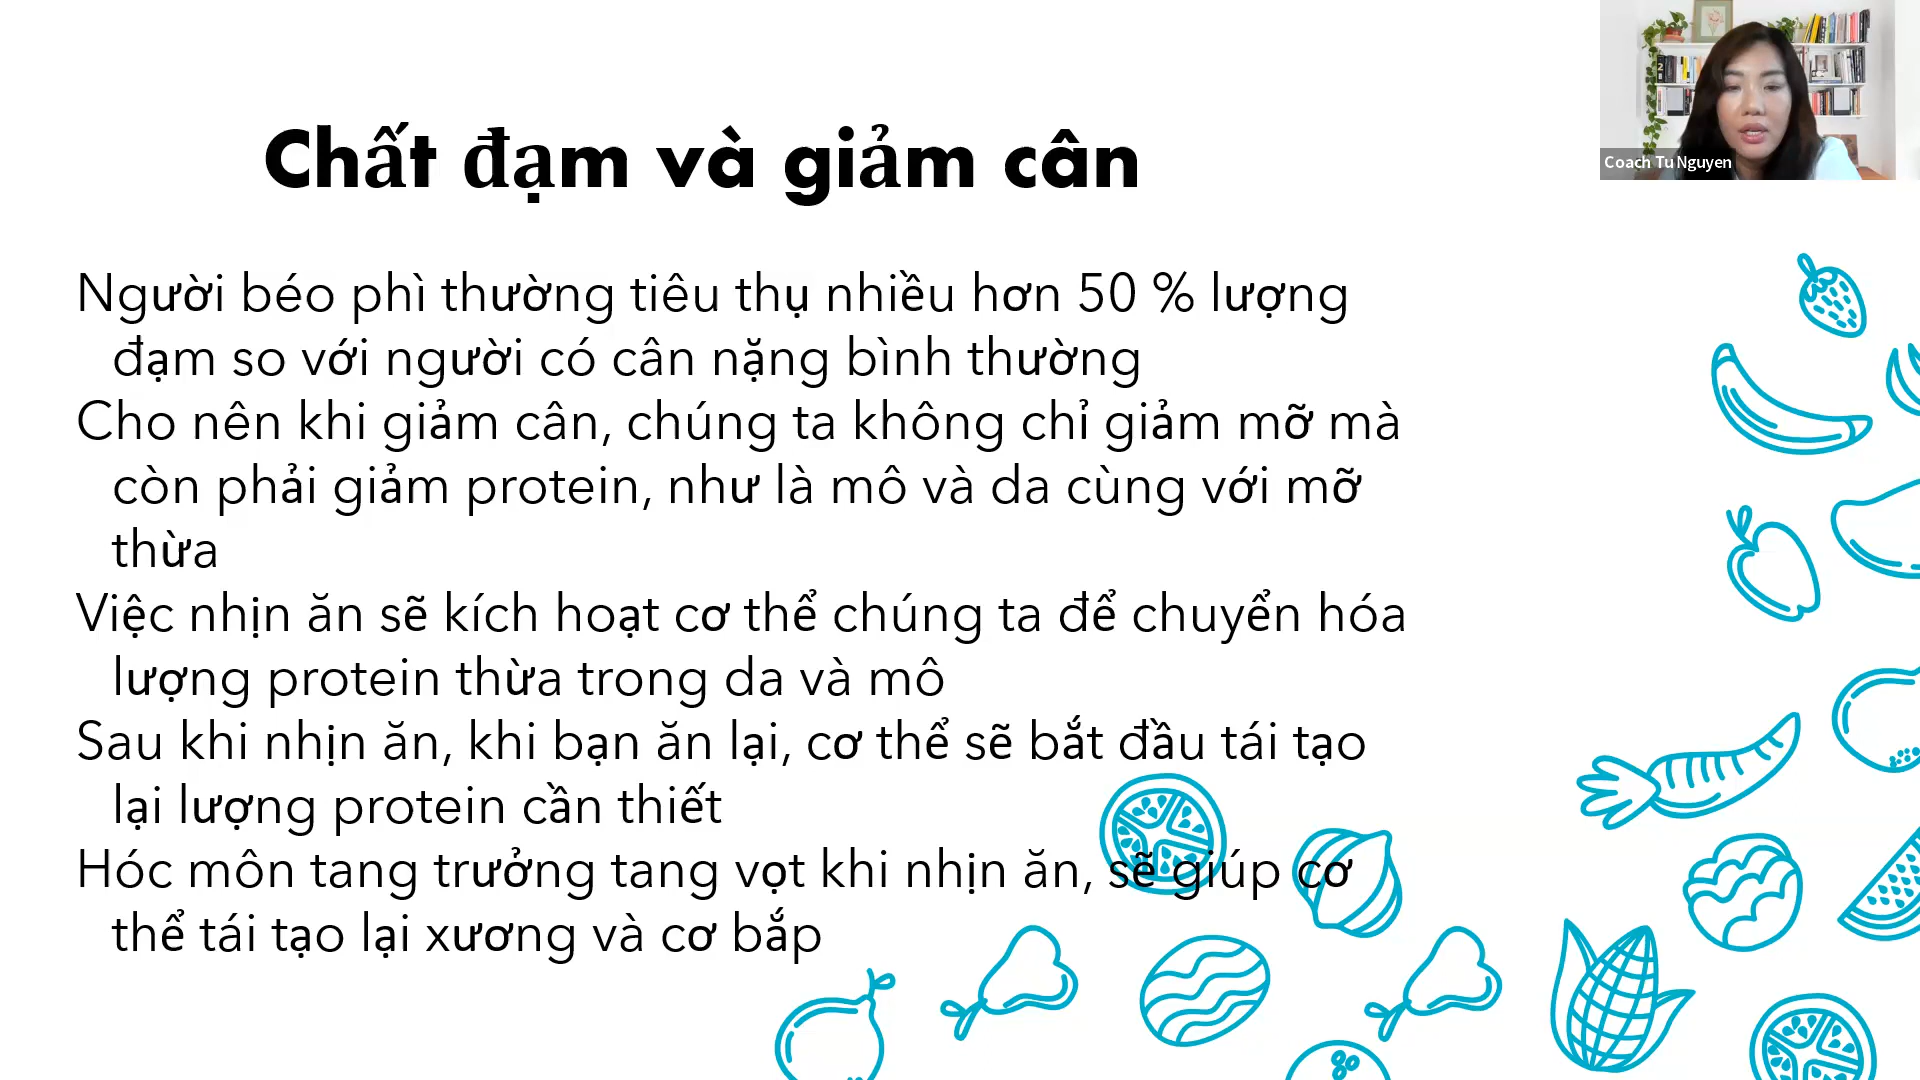 Chất đạm và giảm cân
Coach Tu Nguyen
Người béo phì thường tiêu thụ nhiều hơn 50 % lượng
đạm so với người có cân nặng bình thường
Cho nên khi giảm cân, chúng ta không chỉ giảm mỡ mà
còn phải giảm protein, như là mô và da cùng với mỡ
thừa
Việc nhịn ăn sẽ kích hoạt cơ thể chúng ta để chuyển hóa
lượng protein thừa trong da và mô
Sau khi nhịn ăn, khi bạn ăn lại, cơ thể sẽ bắt đầu tái tạo
lại lượng protein cần thiết
Hóc môn tang trưởng tang vọt khi nhịn ăn, sẽ giúp cơ
thể tái tạo lại xương và cơ bắp